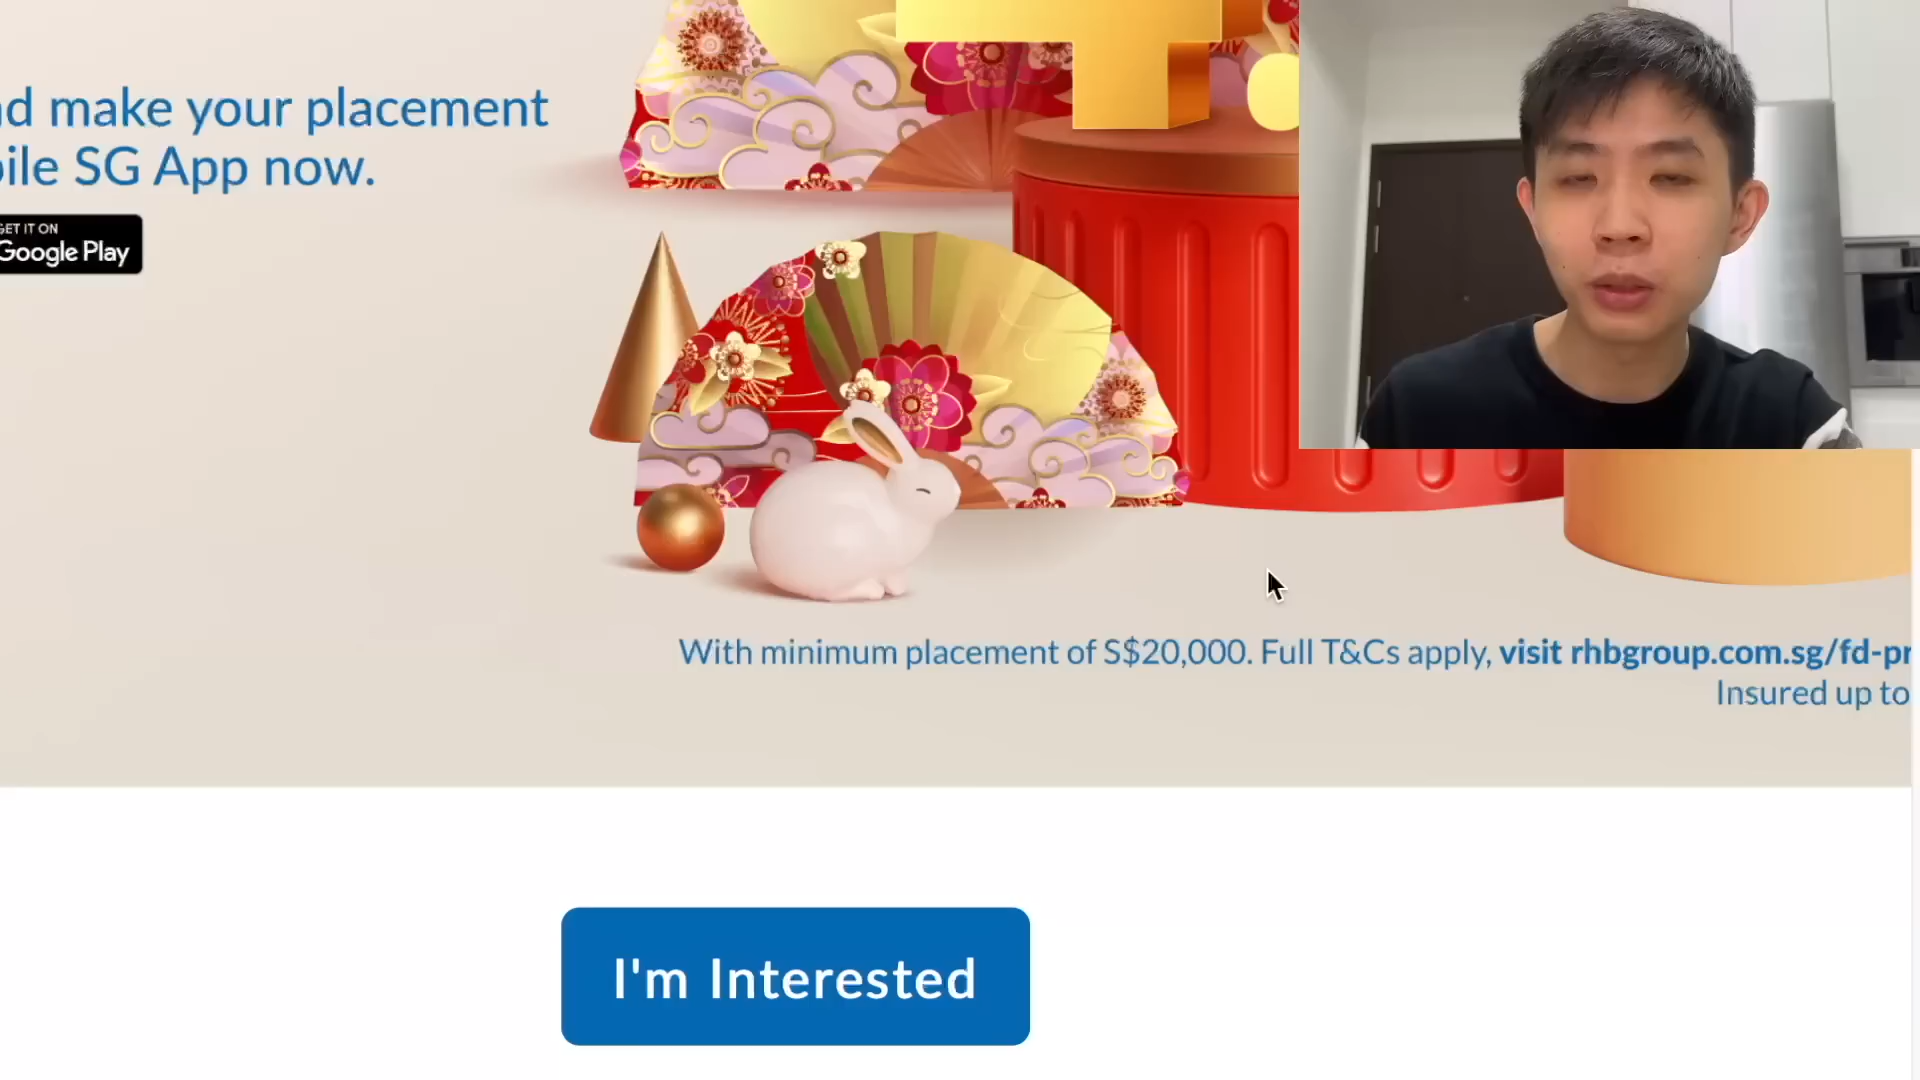 nd make your placement
bile SG App now.
GET IT ON
Google Play
With minimum placement of S$20,000. Full T&Cs apply, visit rhbgroup.com.sg/fd-pr
Insured up to
I'm Interested